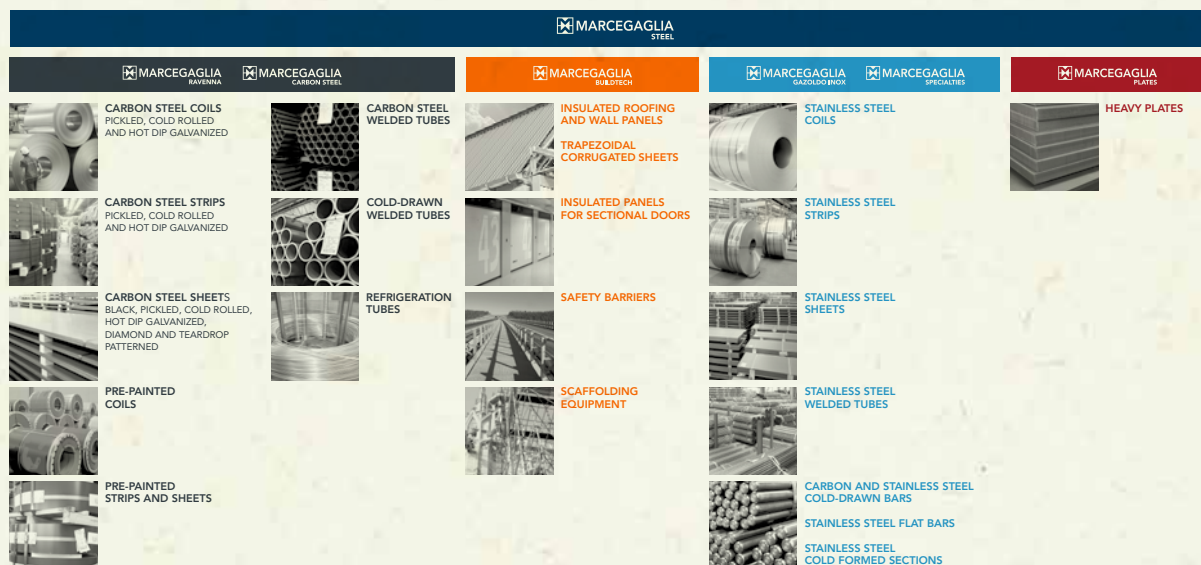 MARCEGAGLIA
STEEL
MARCEGAGLIA
RAVENNA
MARCEGAGLIA
CARBON STEEL
MARCEGAGLIA
BUILDTECH
MARCEGAGLIA
GAZOLDO INOX
MARCEGAGLIA
SPECIALTIES
MARCEGAGLIA
PLATES
CARBON STEEL COILS
PICKLED, COLD ROLLED
AND HOT DIP GALVANIZED
CARBON STEEL STRIPS
PICKLED, COLD ROLLED
AND HOT DIP GALVANIZED
CARBON STEEL SHEETS
BLACK, PICKLED, COLD ROLLED,
HOT DIP GALVANIZED,
DIAMOND AND TEARDROP
PATTERNED
PRE-PAINTED
COILS
PRE-PAINTED
STRIPS AND SHEETS
CARBON STEEL
WELDED TUBES
COLD-DRAWN
WELDED TUBES
REFRIGERATION
TUBES
INSULATED ROOFING
AND WALL PANELS
TRAPEZOIDAL
CORRUGATED SHEETS
INSULATED PANELS
FOR SECTIONAL DOORS
SAFETY BARRIERS
SCAFFOLDING
EQUIPMENT
STAINLESS STEEL
COILS
STAINLESS STEEL
STRIPS
STAINLESS STEEL
SHEETS
STAINLESS STEEL
WELDED TUBES
CARBON AND STAINLESS STEEL
COLD-DRAWN BARS
STAINLESS STEEL FLAT BARS
STAINLESS STEEL
COLD FORMED SECTIONS
HEAVY PLATES